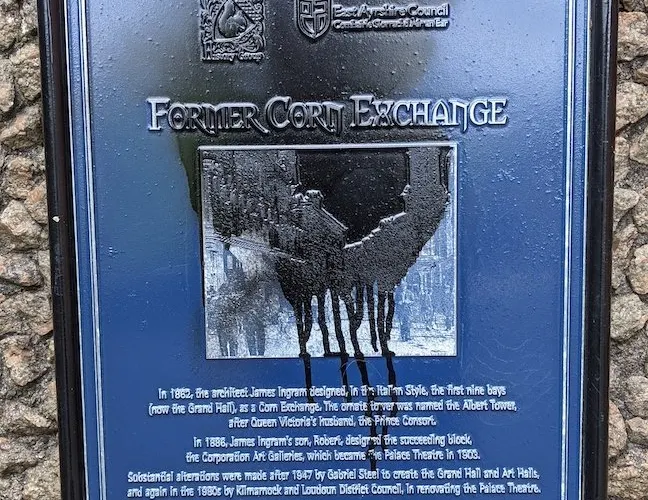 History Group
East Ayrshire Council
Former Corn Exchange
In 1862, the architect James Ingram designed, in the Italian Style, the first nine bays
(now the Grand Hall), as a Corn Exchange. The ornate tower was named the Albert Tower,
after Queen Victoria's husband, the Prince Consort.
In 1886, James Ingram's son, Robert, designed the succeeding block,
the Corporation Art Galleries, which became the Palace Theatre in 1903.
Substantial alterations were made after 1947 by Gabriel Steel to create the Grand Hall and Art Halls,
and again in the 1980s by Kilmarnock and Loudoun District Council, in renovating the Palace Theatre.